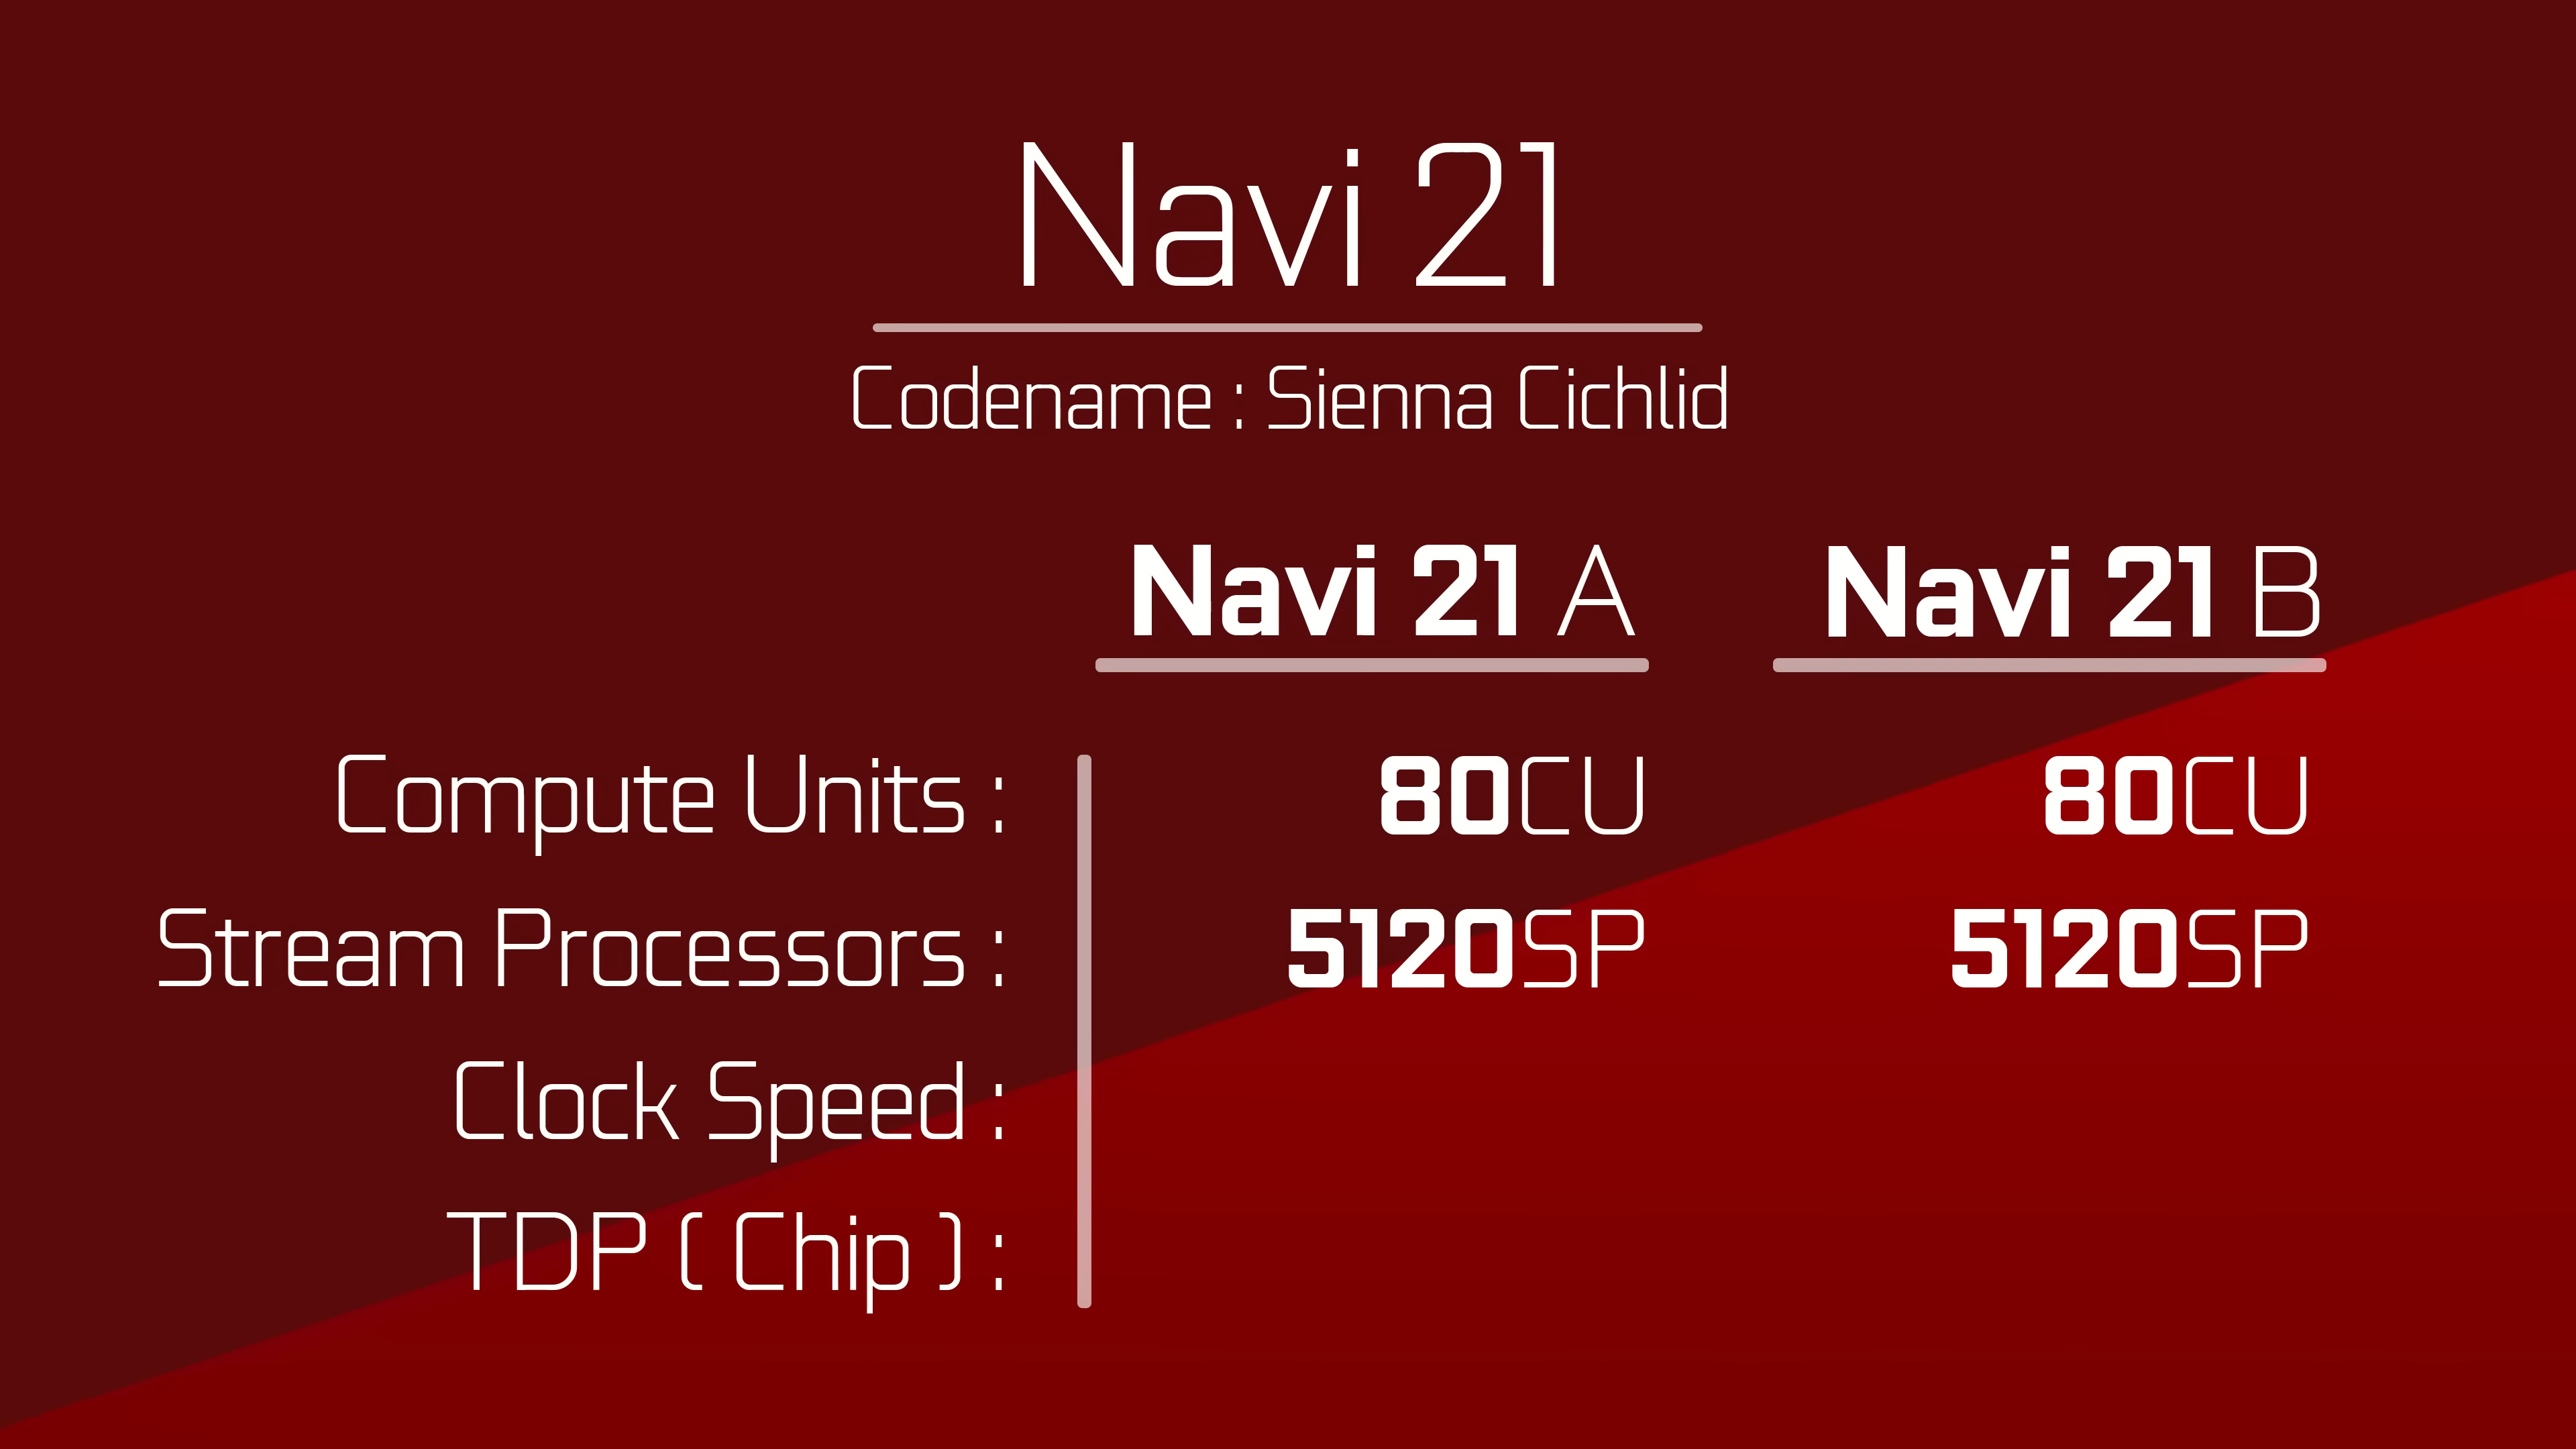 Navi 21
Codename : Sienna Cichlid
Navi 21 A Navi 21 B
Compute Units : 80CU 80CU
Stream Processors : 5120SP 5120SP
Clock Speed :
TDP ( Chip ) :